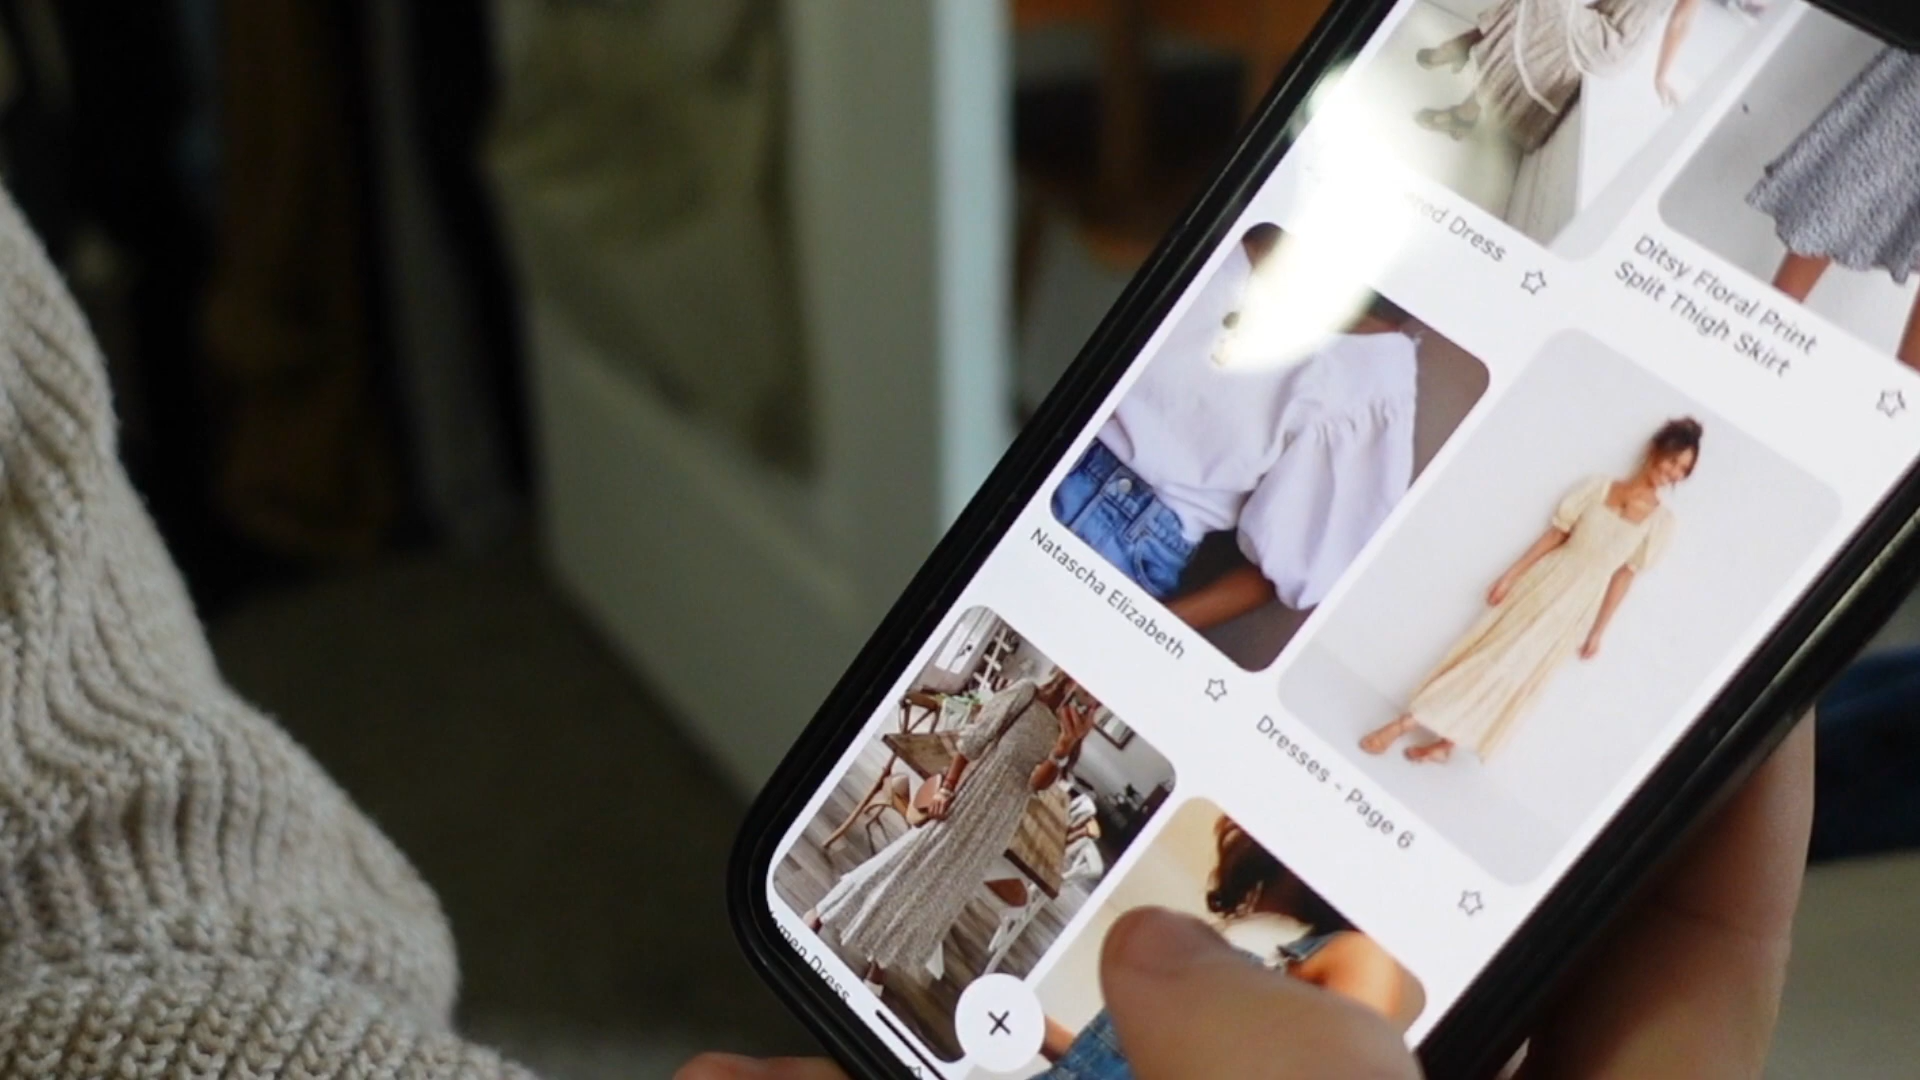 Dress
Ditsy Floral Print
Split Thigh Skirt
Natascha Elizabeth
Dresses - Page 6
Dress